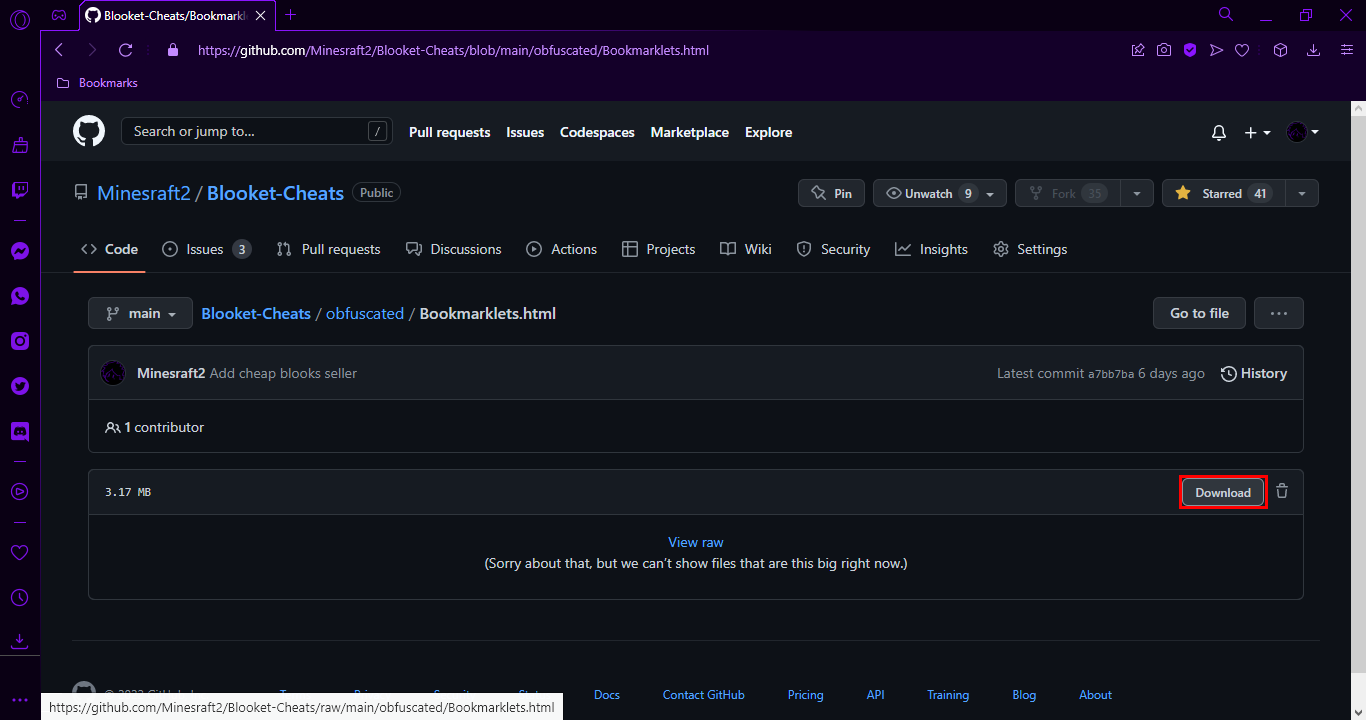 Blooket-Cheats/Bookmarkl
https://github.com/Minesraft2/Blooket-Cheats/blob/main/obfuscated/Bookmarklets.html
Bookmarks
Search or jump to... / Pull requests Issues Codespaces Marketplace Explore
Minesraft2 / Blooket-Cheats Public Pin Unwatch 9 Fork 35 Starred 41
<> Code Issues 3 Pull requests Discussions Actions Projects Wiki Security Insights Settings
main Blooket-Cheats / obfuscated / Bookmarklets.html Go to file ...
Minesraft2 Add cheap blooks seller Latest commit a7bb7ba 6 days ago History
1 contributor
3.17 MB Download
View raw
(Sorry about that, but we can't show files that are this big right now.)
Docs Contact GitHub Pricing API Training Blog About
https://github.com/Minesraft2/Blooket-Cheats/raw/main/obfuscated/Bookmarklets.html